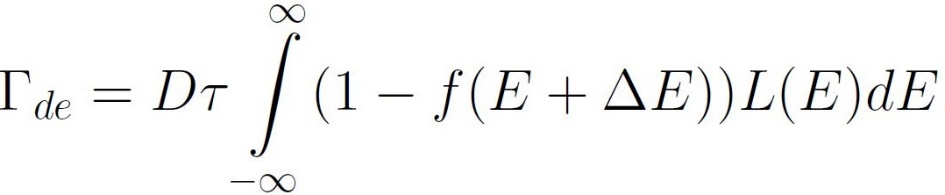 Γ_{de} = Dτ ∫_{-∞}^{∞} (1 − f(E + ΔE))L(E)dE